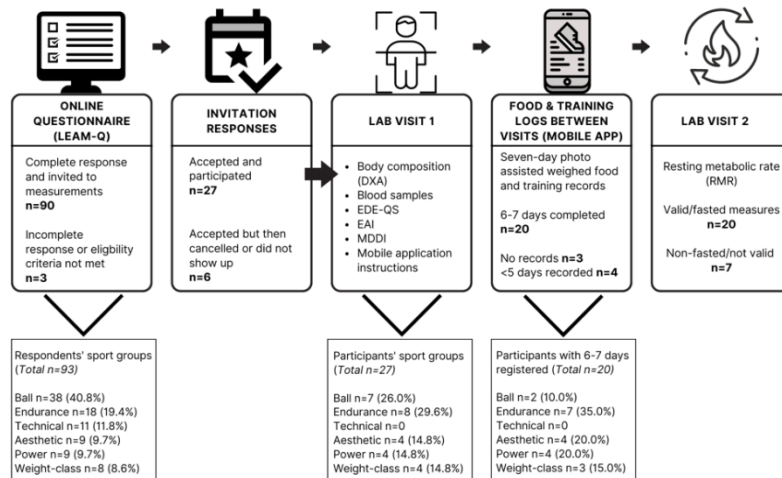 ONLINE
QUESTIONNAIRE
(LEAM-Q)
Complete response
and invited to
measurements
n=90
Incomplete
response or eligbility
criteria not met
n=3
INVITATION
RESPONSES
Accepted and
participated
n=27
Accepted but then
cancelled or did not
show up
n=6
LAB VISIT 1
• Body composition
(DXA)
• Blood samples
• EDE-QS
• EAI
• MDDI
• Mobile application
instructions
FOOD & TRAINING
LOGS BETWEEN
VISITS (MOBILE APP)
Seven-day photo
assisted weighed food
and training records
6-7 days completed
n=20
No records n=3
<5 days recorded n=4
LAB VISIT 2
Resting metabolic rate
(RMR)
Valid/fasted measures
n=20
Non-fasted/not valid
n=7
Respondents' sport groups
(Total n=93)
Ball n=38 (40.8%)
Endurance n=18 (19.4%)
Technical n=11 (11.8%)
Aesthetic n=9 (9.7%)
Power n=9 (9.7%)
Weight-class n=8 (8.6%)
Participants' sport groups
(Total n=27)
Ball n=7 (26.0%)
Endurance n=8 (29.6%)
Technical n=0
Aesthetic n=4 (14.8%)
Power n=4 (14.8%)
Weight-class n=4 (14.8%)
Participants with 6-7 days
registered (Total n=20)
Ball n=2 (10.0%)
Endurance n=7 (35.0%)
Technical n=0
Aesthetic n=4 (20.0%)
Power n=4 (20.0%)
Weight-class n=3 (15.0%)